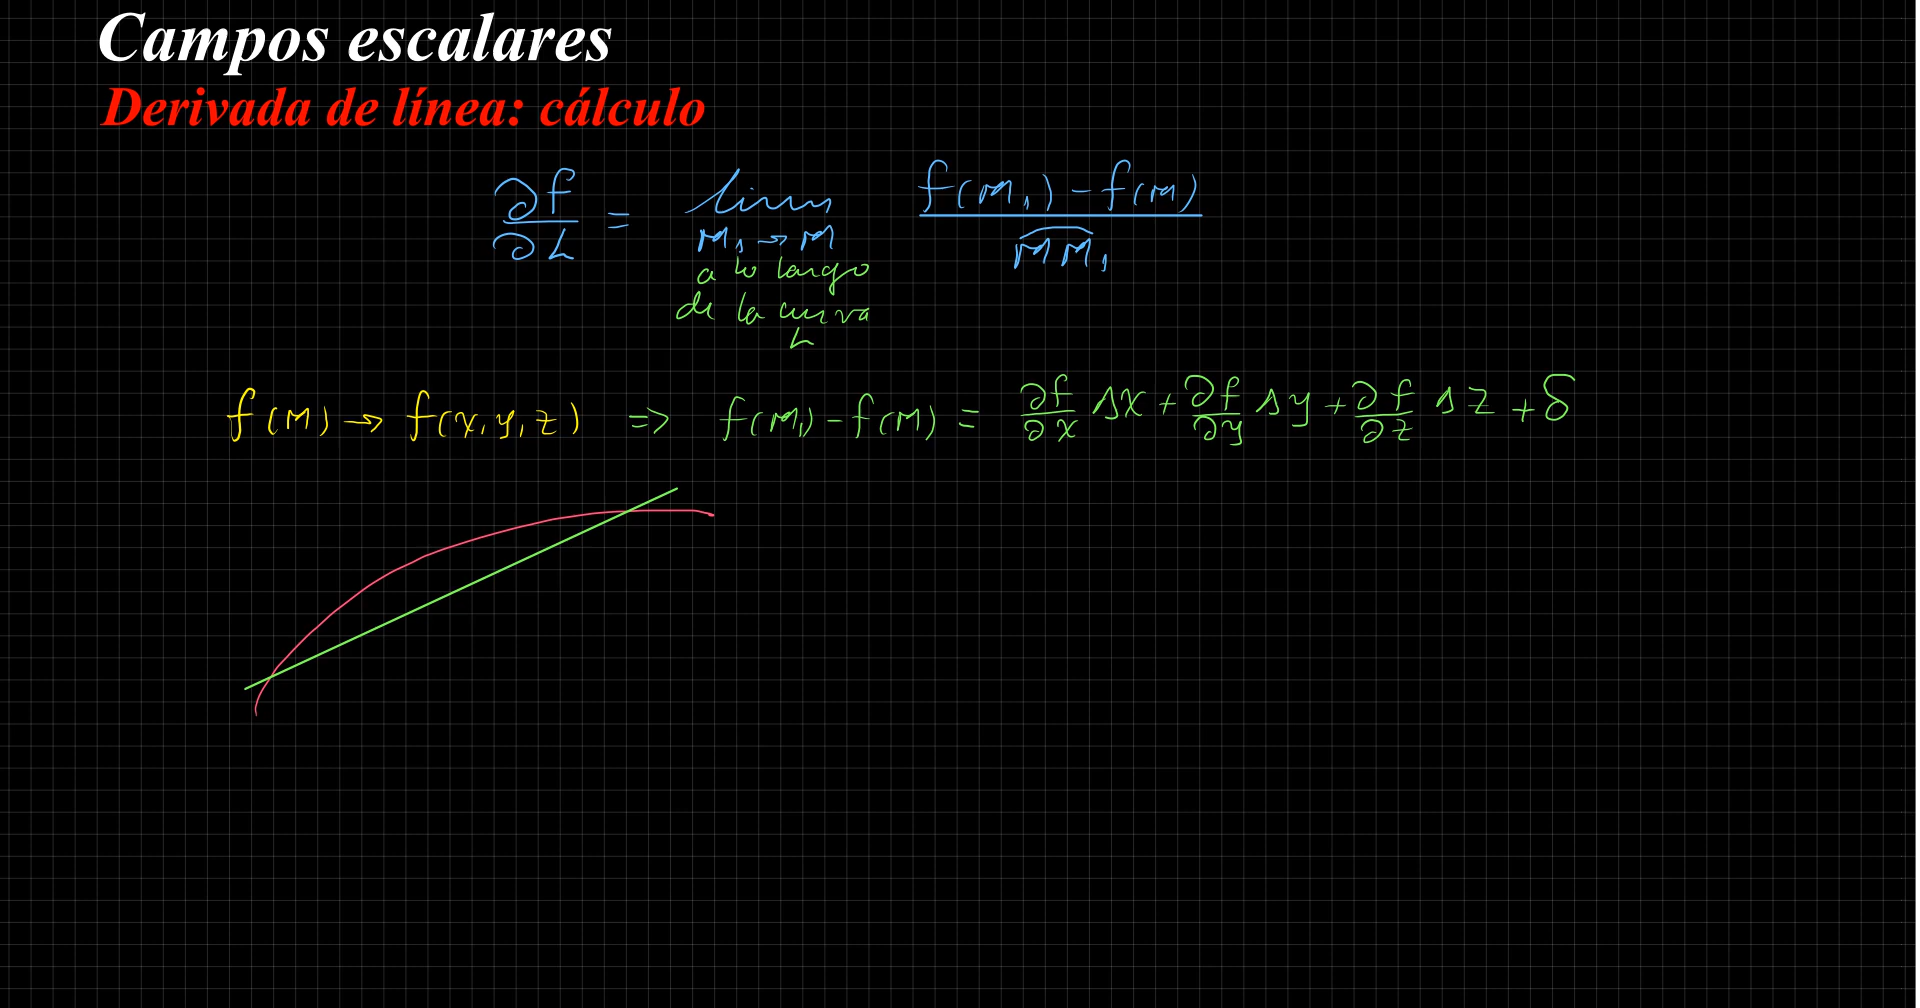 Campos escalares
Derivada de línea: cálculo
∂f/∂L = lim M₁→M (f(M₁) - f(M))/M͡M₁
a lo largo
de la curva
L
f(M) → f(x,y,z) => f(M₁) - f(M) = ∂f/∂x Δx + ∂f/∂y Δy + ∂f/∂z Δz + δ